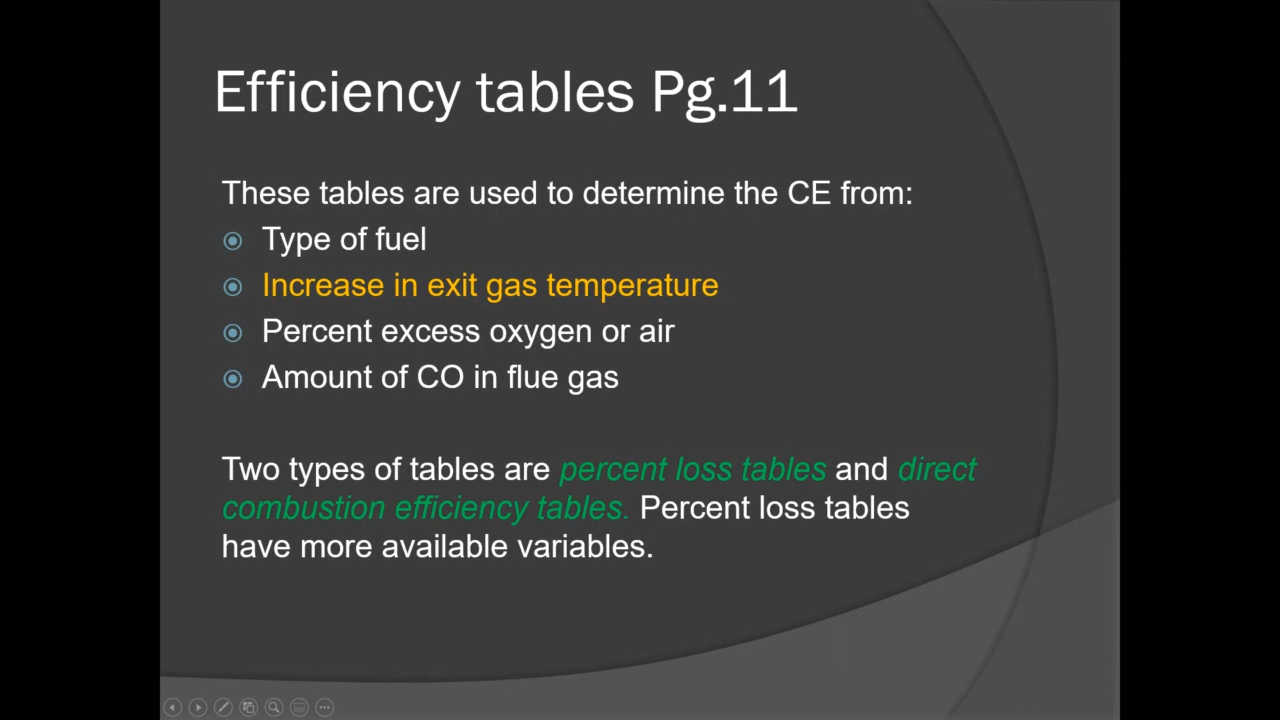 Efficiency tables Pg.11
These tables are used to determine the CE from:
Type of fuel
Increase in exit gas temperature
Percent excess oxygen or air
Amount of CO in flue gas
Two types of tables are percent loss tables and direct
combustion efficiency tables. Percent loss tables
have more available variables.